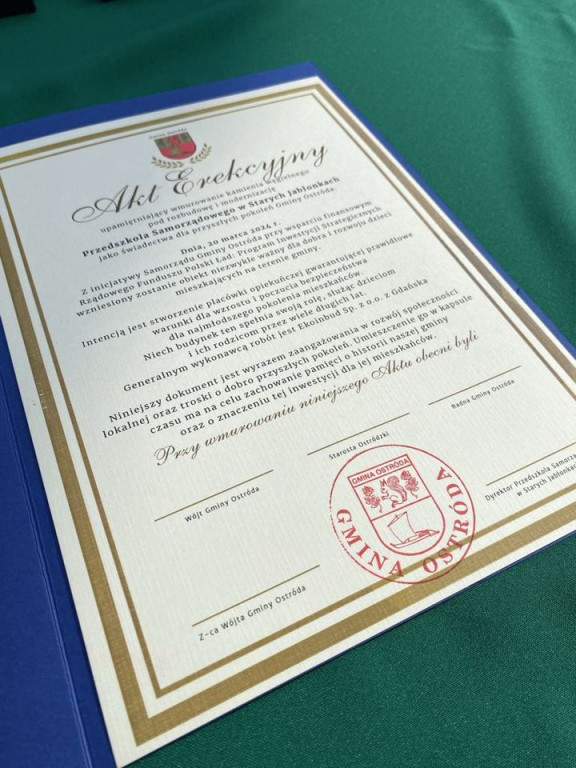 Gmina Ostróda
Akt Erekcyjny
upamiętniający wmurowanie kamienia węgielnego
pod rozbudowę i modernizację
Przedszkola Samorządowego w Starych Jabłonkach
jako świadectwa dla przyszłych pokoleń Gminy Ostróda.
Dnia, 20 marca 2024 r.
Z inicjatywy Samorządu Gminy Ostróda przy wsparciu finansowym
Rządowego Funduszu Polski Ład: Program Inwestycji Strategicznych
wzniesiony zostanie obiekt niezwykle ważny dla dobra i rozwoju dzieci
mieszkających na terenie gminy.
Intencją jest stworzenie placówki opiekuńczej gwarantującej prawidłowe
warunki dla wzrostu i poczucia bezpieczeństwa
dla najmłodszego pokolenia mieszkańców.
Niech budynek ten spełnia swoją rolę, służąc dzieciom
i ich rodzicom przez wiele długich lat.
Generalnym wykonawcą robót jest Ekoinbud Sp. z o.o. z Gdańska
Niniejszy dokument jest wyrazem zaangażowania w rozwój społeczności
lokalnej oraz troski o dobro przyszłych pokoleń. Umieszczenie go w kapsule
czasu ma na celu zachowanie pamięci o historii naszej gminy
oraz o znaczeniu tej inwestycji dla jej mieszkańców.
Przy wmurowaniu niniejszego Aktu obecni byli
Wójt Gminy Ostróda
Starosta Ostródzki
Radna Gminy Ostróda
Z-ca Wójta Gminy Ostróda
GMINA OSTRÓDA
GMINA OSTRÓDA
Dyrektor Przedszkola Samorzą
w Starych Jabłonkac